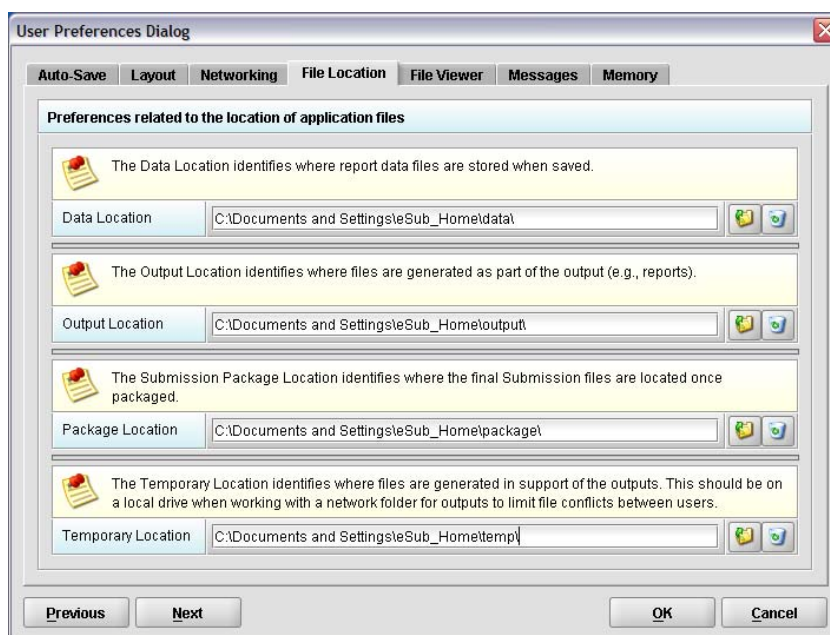 User Preferences Dialog
Auto-Save Layout Networking File Location File Viewer Messages Memory
Preferences related to the location of application files
The Data Location identifies where report data files are stored when saved.
Data Location C:\Documents and Settings\eSub_Home\data\
The Output Location identifies where files are generated as part of the output (e.g., reports).
Output Location C:\Documents and Settings\eSub_Home\output\
The Submission Package Location identifies where the final Submission files are located once
packaged.
Package Location C:\Documents and Settings\eSub_Home\package\
The Temporary Location identifies where files are generated in support of the outputs. This should be on
a local drive when working with a network folder for outputs to limit file conflicts between users.
Temporary Location C:\Documents and Settings\eSub_Home\temp\
Previous Next OK Cancel